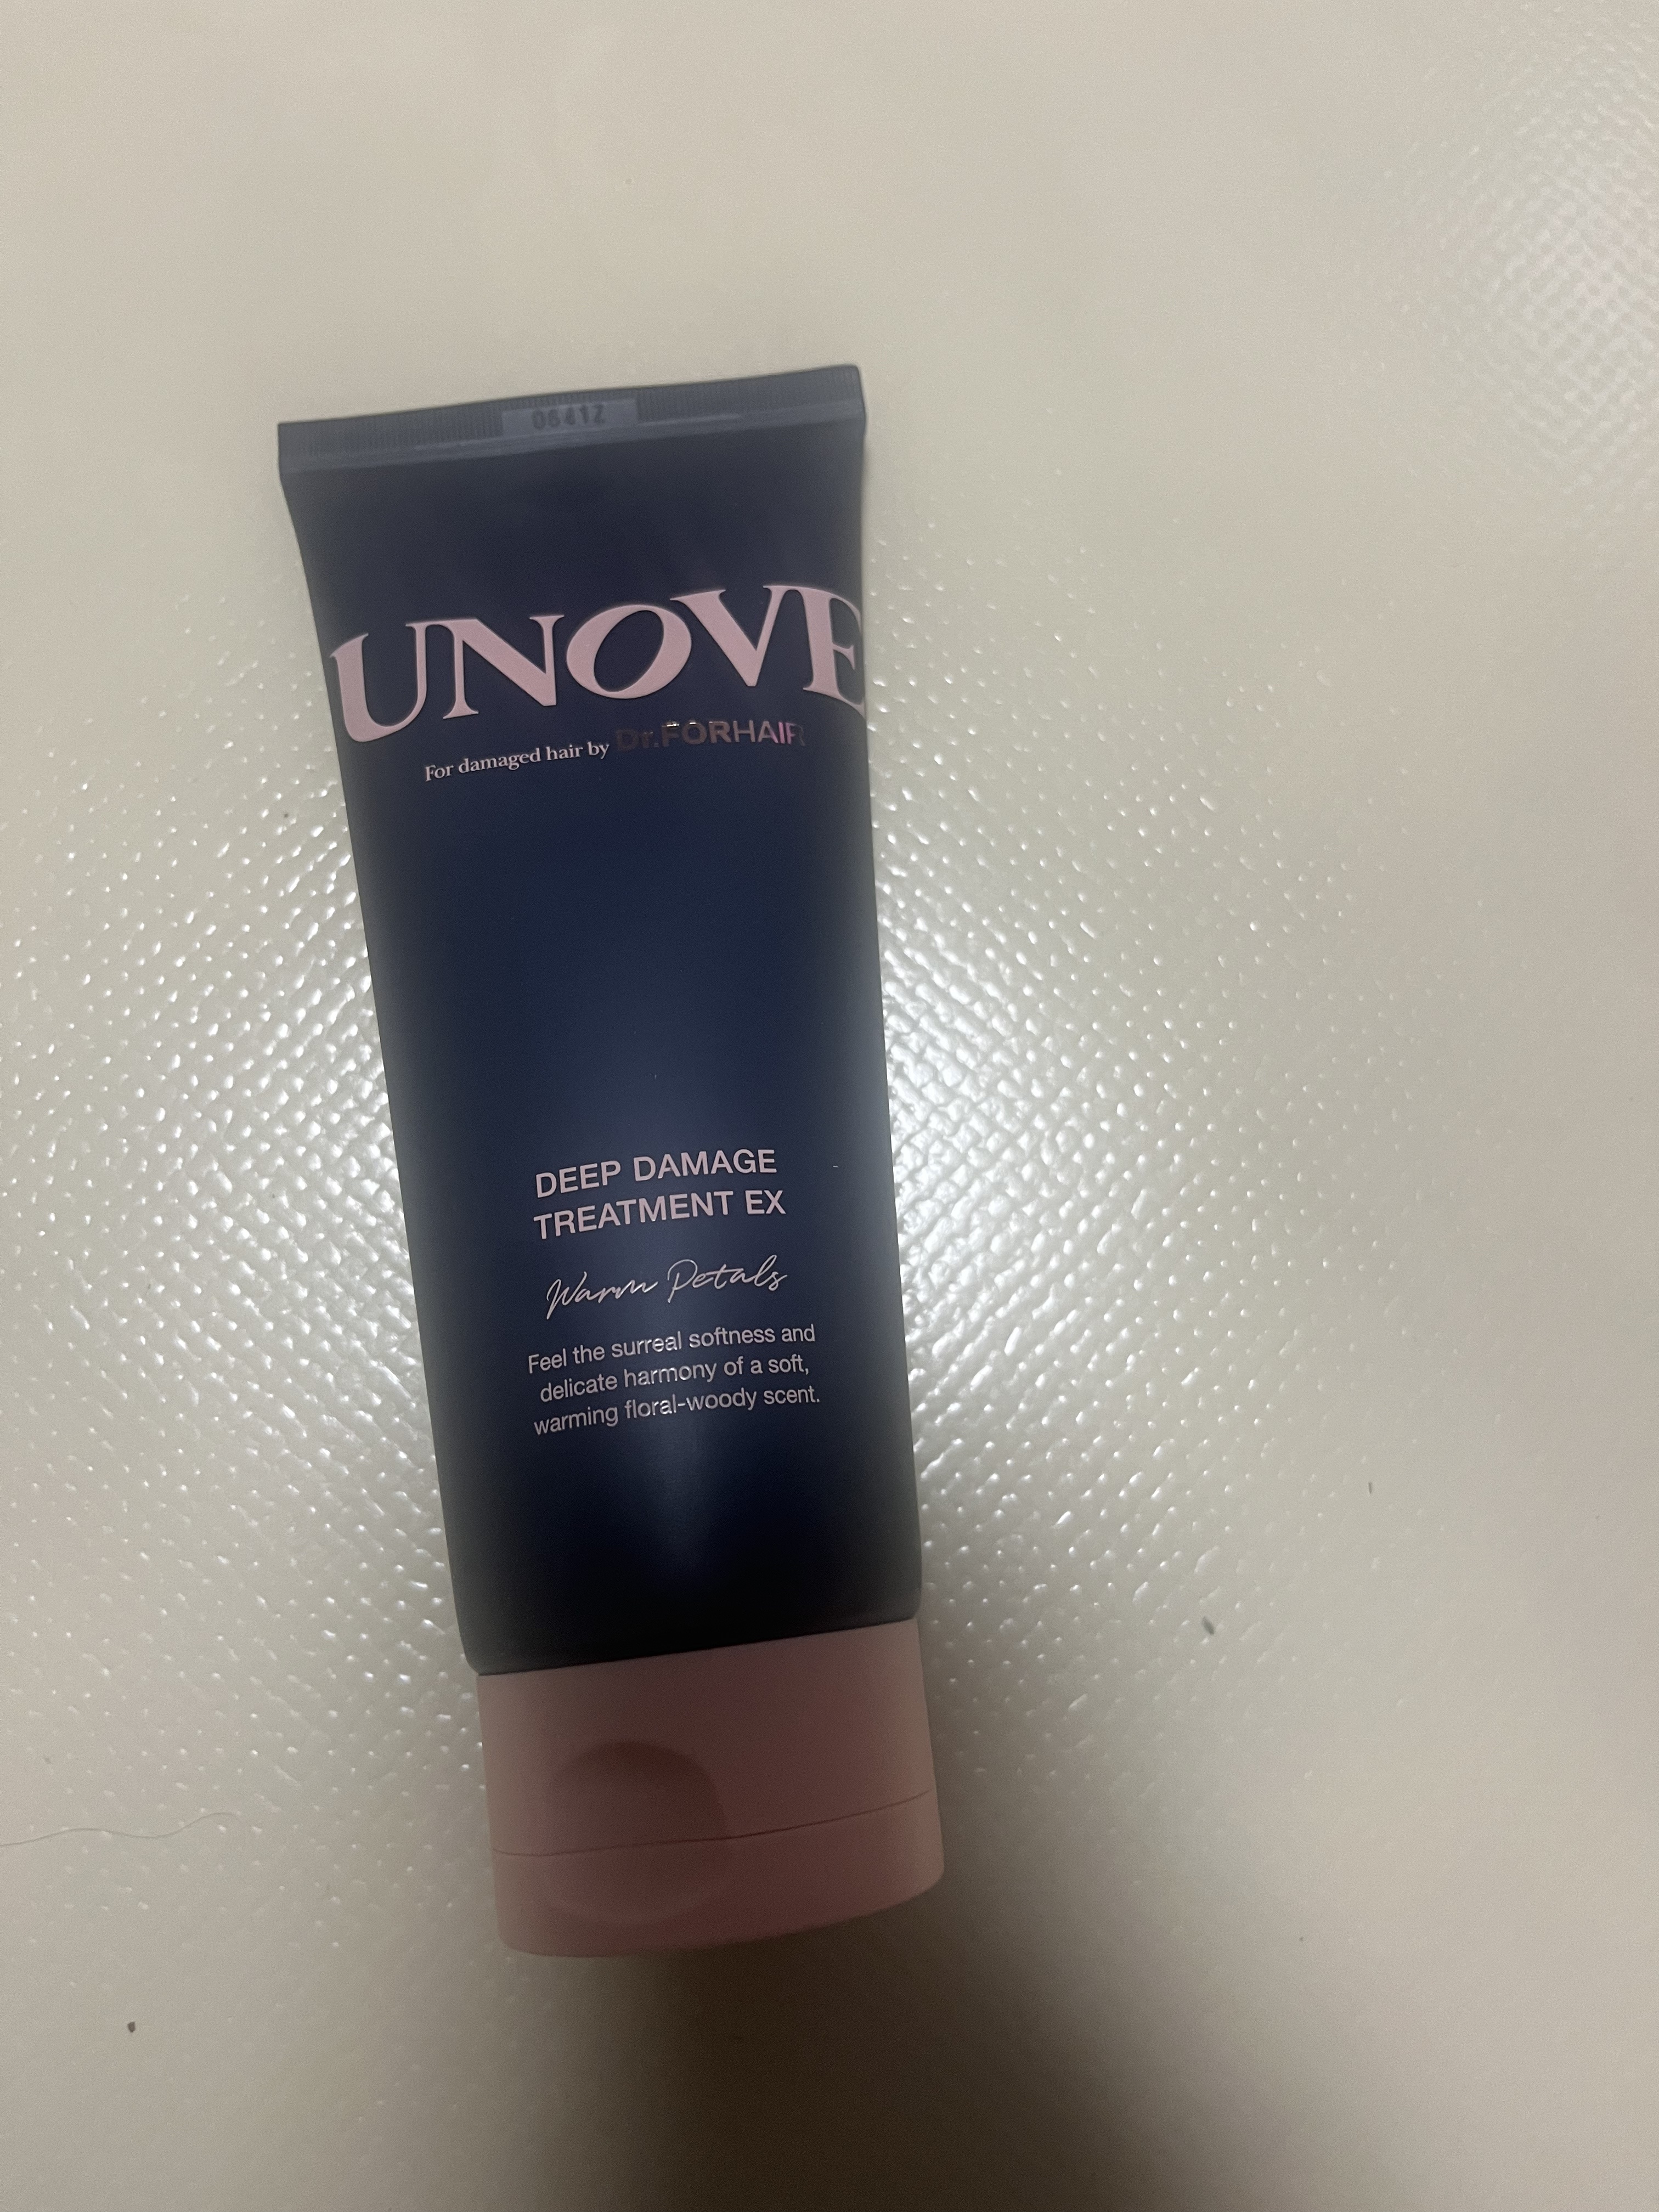 06412
UNOVE
For damaged hair by Dr.FORHAIR
DEEP DAMAGE
TREATMENT EX
Warm Petals
Feel the surreal softness and
delicate harmony of a soft,
warming floral-woody scent.